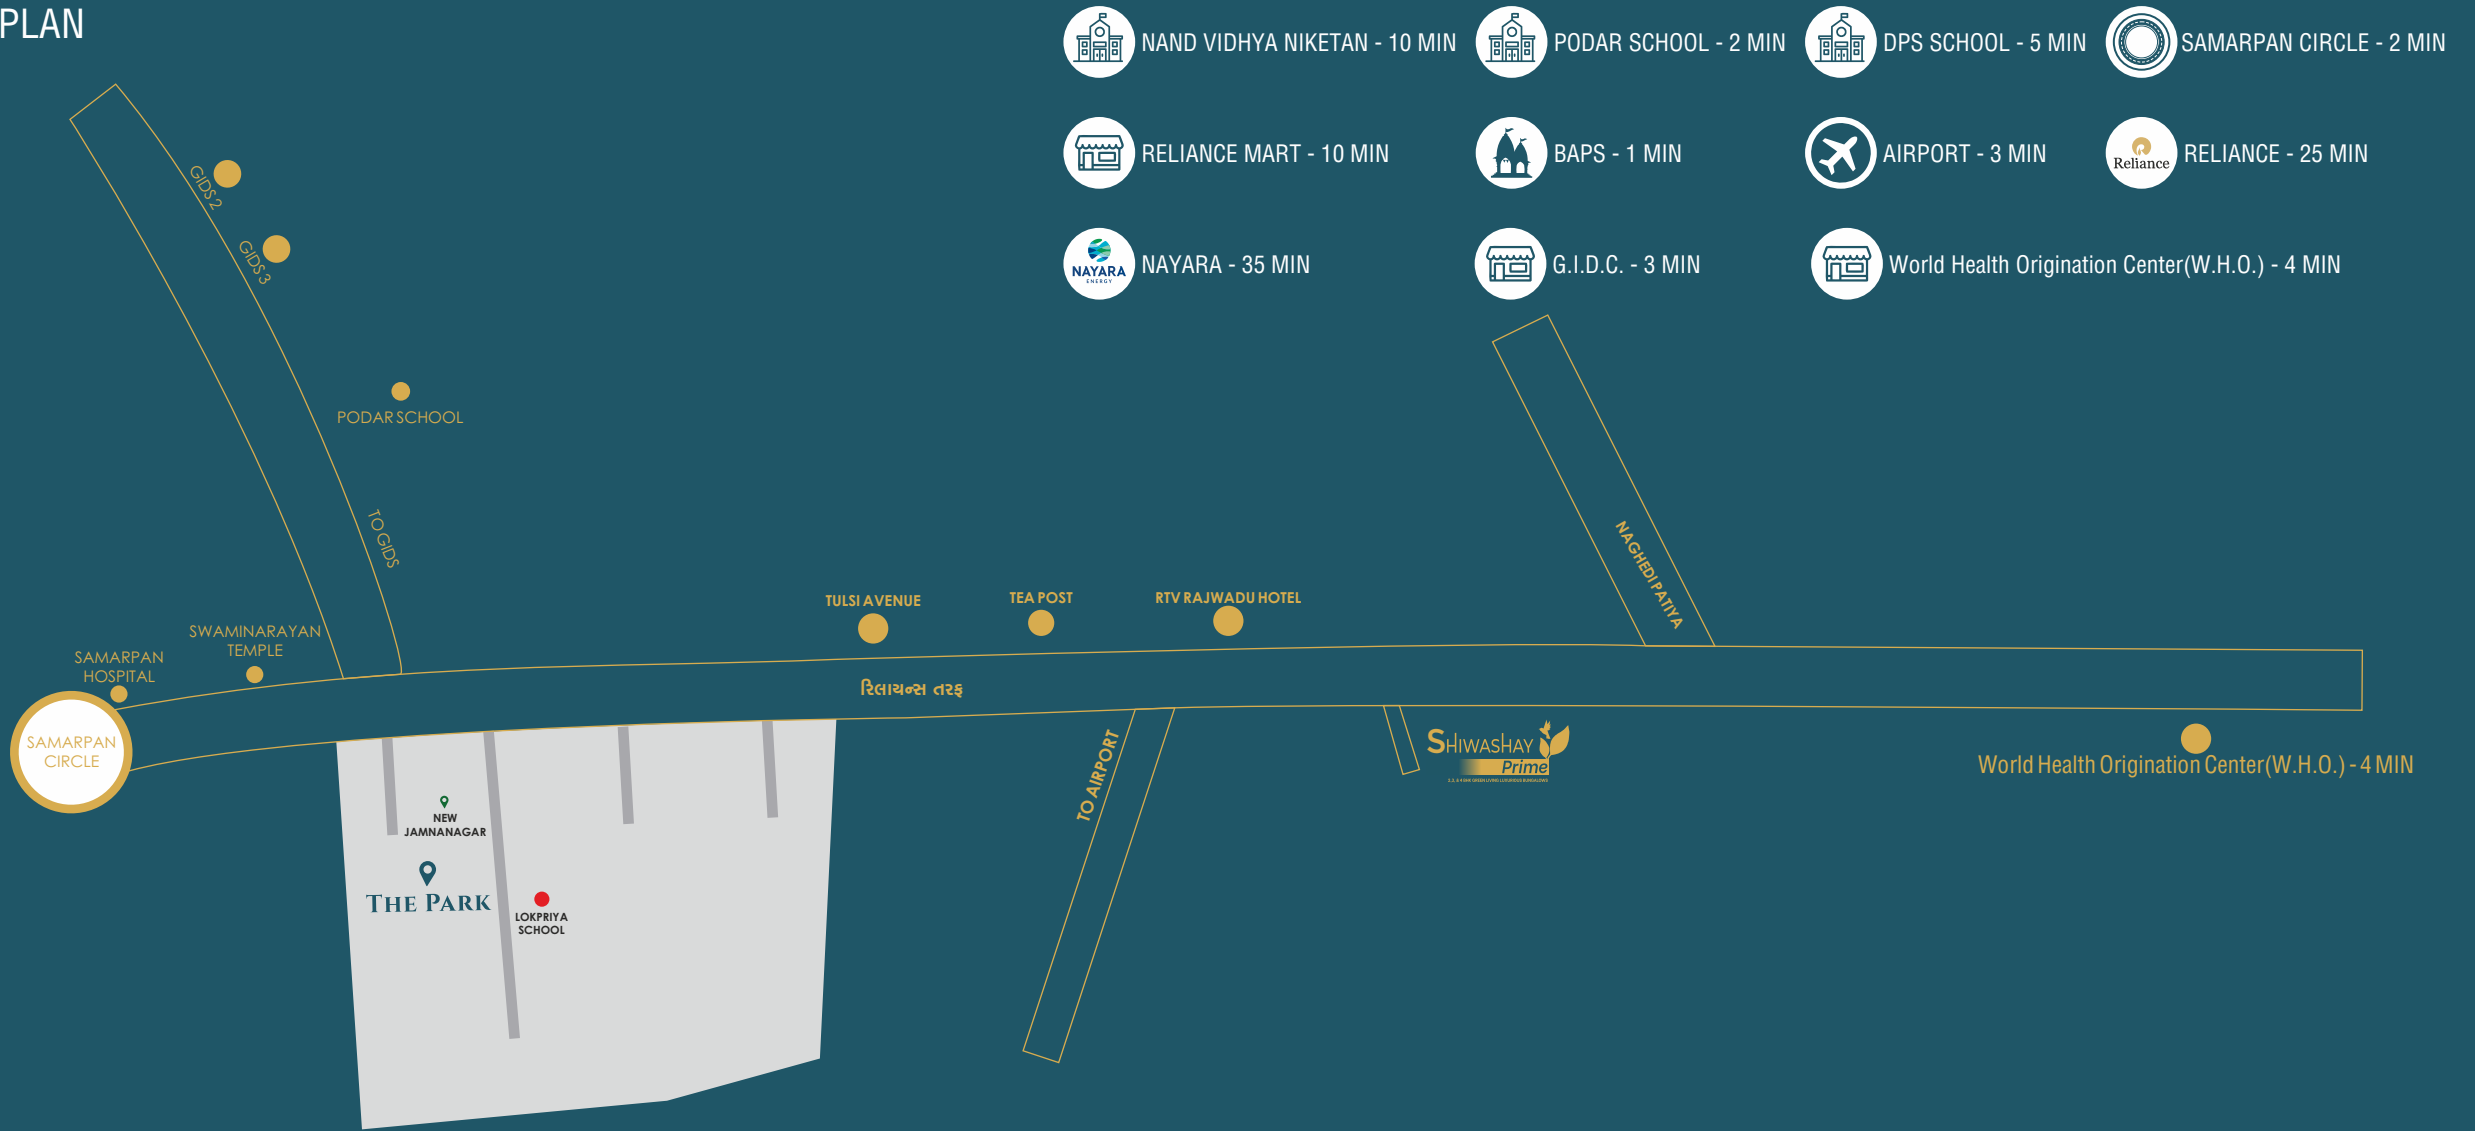 PLAN
NAND VIDHYA NIKETAN - 10 MIN
PODAR SCHOOL - 2 MIN
DPS SCHOOL - 5 MIN
SAMARPAN CIRCLE - 2 MIN
RELIANCE MART - 10 MIN
BAPS - 1 MIN
AIRPORT - 3 MIN
Reliance
RELIANCE - 25 MIN
NAYARA
ENERGY
NAYARA - 35 MIN
G.I.D.C. - 3 MIN
World Health Origination Center(W.H.O.) - 4 MIN
GIDS 2
GIDS 3
PODAR SCHOOL
TO GIDS
NAGHEDI PATIYA
TULSI AVENUE
TEA POST
RTV RAJWADU HOTEL
SWAMINARAYAN
TEMPLE
SAMARPAN
HOSPITAL
રિલાયન્સ તરફ
SAMARPAN
CIRCLE
TO AIRPORT
SHIWASHAY
Prime
World Health Origination Center(W.H.O.) - 4 MIN
NEW
JAMNANAGAR
THE PARK
LOKPRIYA
SCHOOL